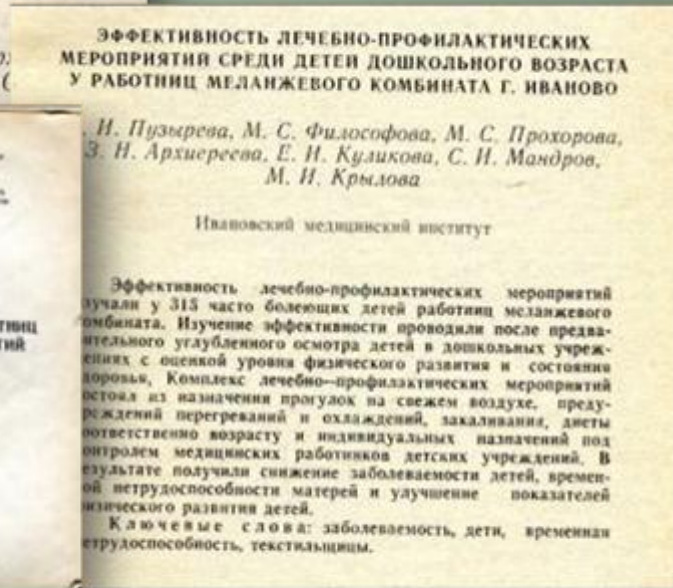 ЭФФЕКТИВНОСТЬ ЛЕЧЕБНО-ПРОФИЛАКТИЧЕСКИХ
МЕРОПРИЯТИЙ СРЕДИ ДЕТЕЙ ДОШКОЛЬНОГО ВОЗРАСТА
У РАБОТНИЦ МЕЛАНЖЕВОГО КОМБИНАТА Г. ИВАНОВО
И. Пузырева, М. С. Философова, М. С. Прохорова,
З. Н. Архиереева, Е. И. Куликова, С. И. Мандров,
М. И. Крылова
Ивановский медицинский институт
Эффективность лечебно-профилактических мероприятий
зучали у 315 часто болеющих детей работниц меланжевого
омбината. Изучение эффективности проводили после предва-
ительного углубленного осмотра детей в дошкольных учреж-
ениях с оценкой уровня физического развития и состояния
доровья, Комплекс лечебно—профилактических мероприятий
остоял из назначения прогулок на свежем воздухе, преду-
реждений перегреваний и охлаждений, закаливания, диеты
оответственно возрасту и индивидуальных назначений под
онтролем медицинских работников детских учреждений. В
езультате получили снижение заболеваемости детей, времен-
ой нетрудоспособности матерей и улучшение показателей
изического развития детей.
Ключевые слова: заболеваемость, дети, временная
етрудоспособность, текстильщицы.
тниц
тий